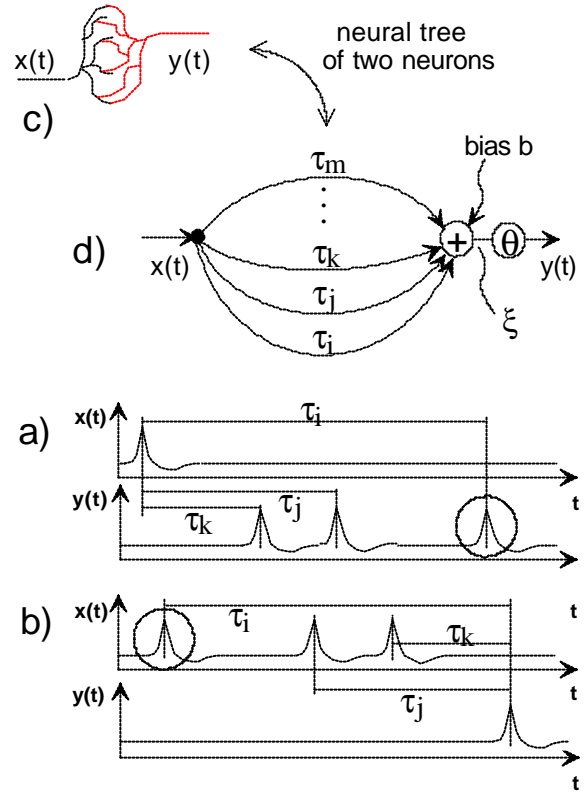 neural tree
of two neurons
x(t)
y(t)
c)
bias b
τm
d)
τk
x(t)
+
θ
y(t)
τj
ξ
τi
a)
x(t)
τi
t
y(t)
τj
τk
t
b)
x(t)
t
τi
τk
t
y(t)
τj
t